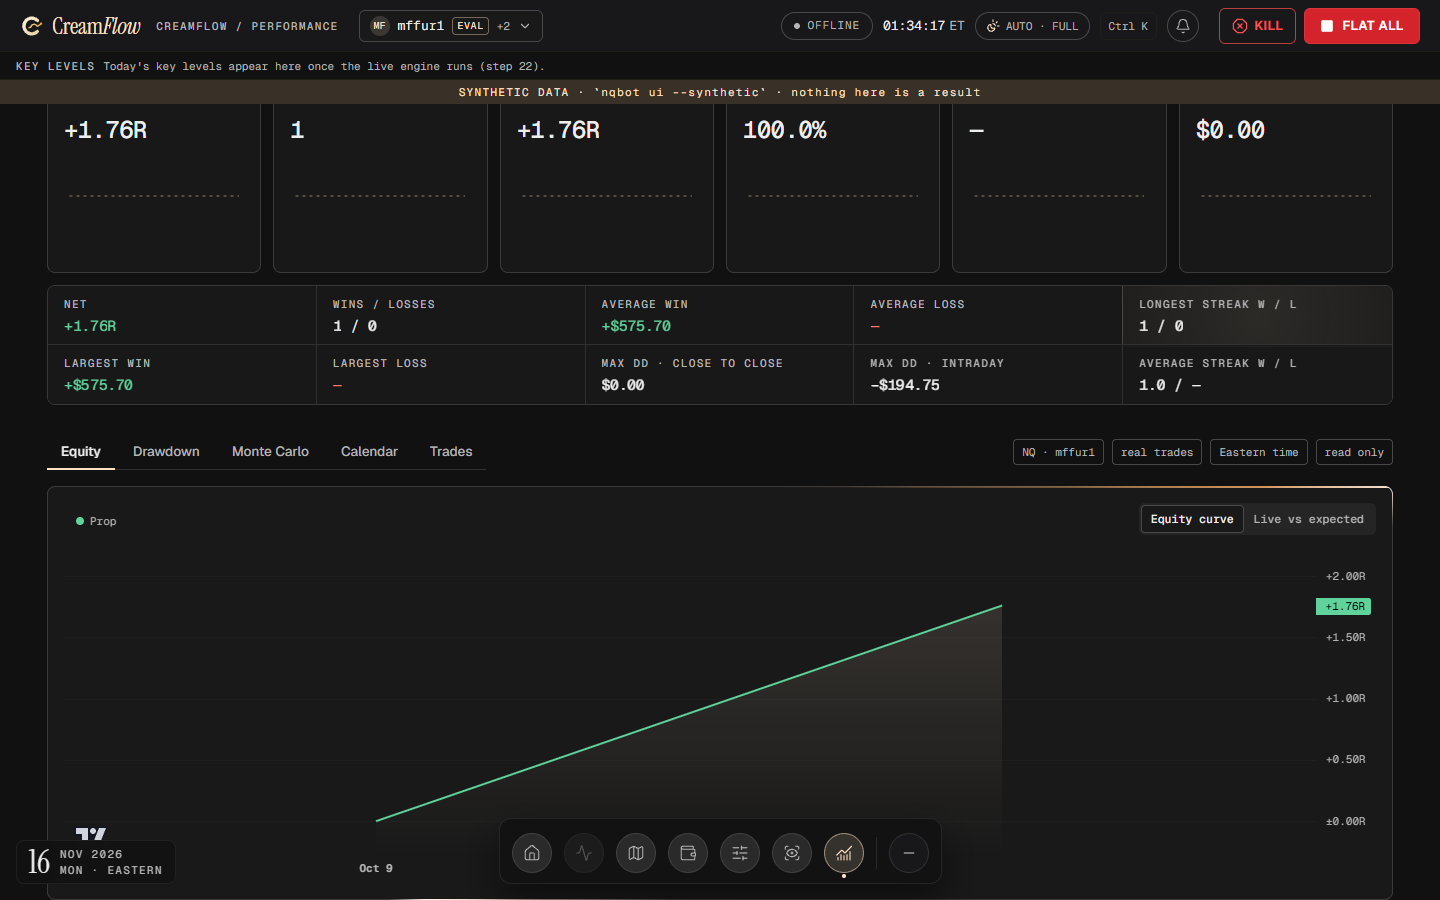 CreamFlow CREAMFLOW / PERFORMANCE MF mffur1 EVAL +2 OFFLINE 01:34:17 ET AUTO · FULL Ctrl K KILL FLAT ALL
KEY LEVELS Today's key levels appear here once the live engine runs (step 22).
SYNTHETIC DATA · `nqbot ui --synthetic` · nothing here is a result
+1.76R 1 +1.76R 100.0% — $0.00
NET WINS / LOSSES AVERAGE WIN AVERAGE LOSS LONGEST STREAK W / L
+1.76R 1 / 0 +$575.70 — 1 / 0
LARGEST WIN LARGEST LOSS MAX DD · CLOSE TO CLOSE MAX DD · INTRADAY AVERAGE STREAK W / L
+$575.70 — $0.00 −$194.75 1.0 / —
Equity Drawdown Monte Carlo Calendar Trades NQ · mffur1 real trades Eastern time read only
Prop Equity curve Live vs expected
+2.00R
+1.76R
+1.50R
+1.00R
+0.50R
±0.00R
16 NOV 2026
MON · EASTERN
Oct 9